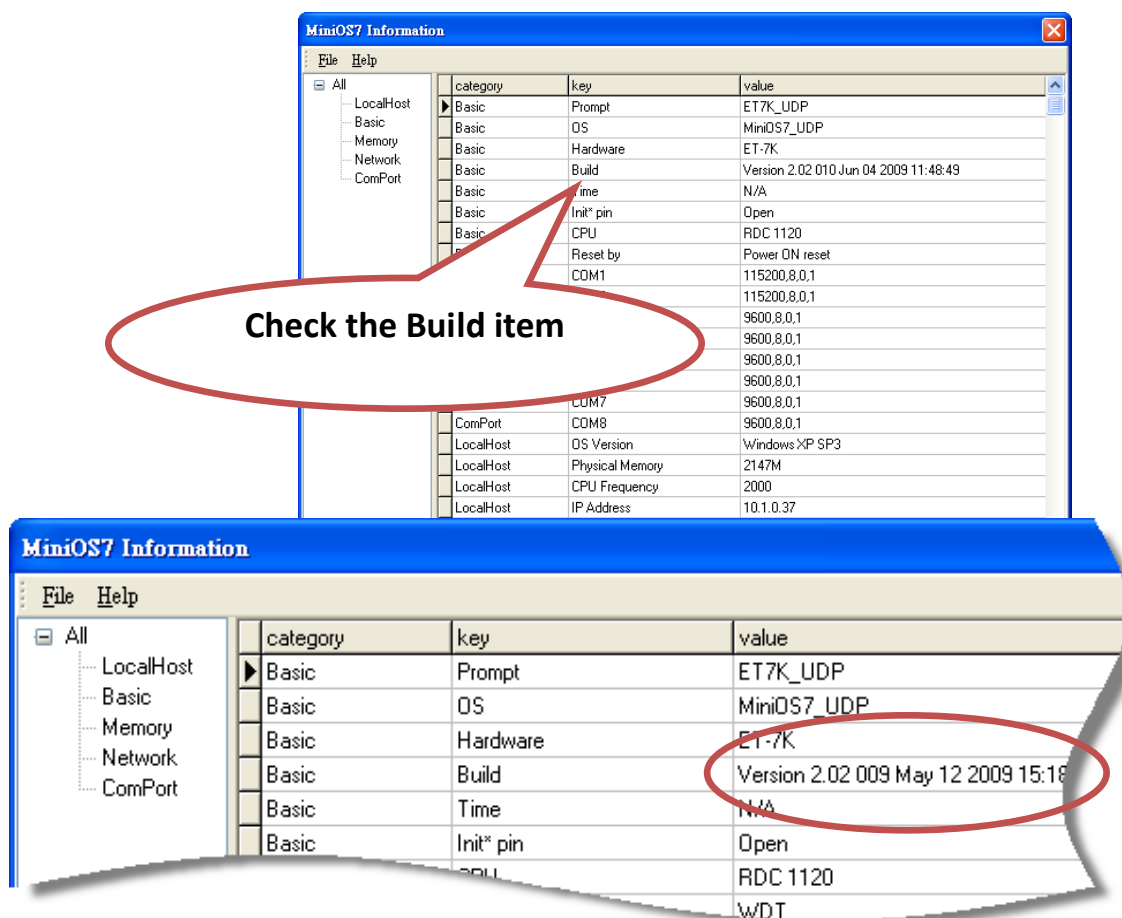 MiniOS7 Information
File Help
All
LocalHost
Basic
Memory
Network
ComPort
category key value
Basic Prompt ET7K_UDP
Basic OS MiniOS7_UDP
Basic Hardware ET-7K
Basic Build Version 2.02 010 Jun 04 2009 11:48:49
Basic Time N/A
Basic Init* pin Open
Basic CPU RDC 1120
Reset by Power ON reset
COM1 115200,8,0,1
115200,8,0,1
9600,8,0,1
9600,8,0,1
9600,8,0,1
9600,8,0,1
COM7 9600,8,0,1
ComPort COM8 9600,8,0,1
LocalHost OS Version Windows XP SP3
LocalHost Physical Memory 2147M
LocalHost CPU Frequency 2000
LocalHost IP Address 10.1.0.37
Check the Build item
MiniOS7 Information
File Help
All
LocalHost
Basic
Memory
Network
ComPort
category key value
Basic Prompt ET7K_UDP
Basic OS MiniOS7_UDP
Basic Hardware ET-7K
Basic Build Version 2.02 009 May 12 2009 15:18
Basic Time N/A
Basic Init* pin Open
CPU RDC 1120
WDT